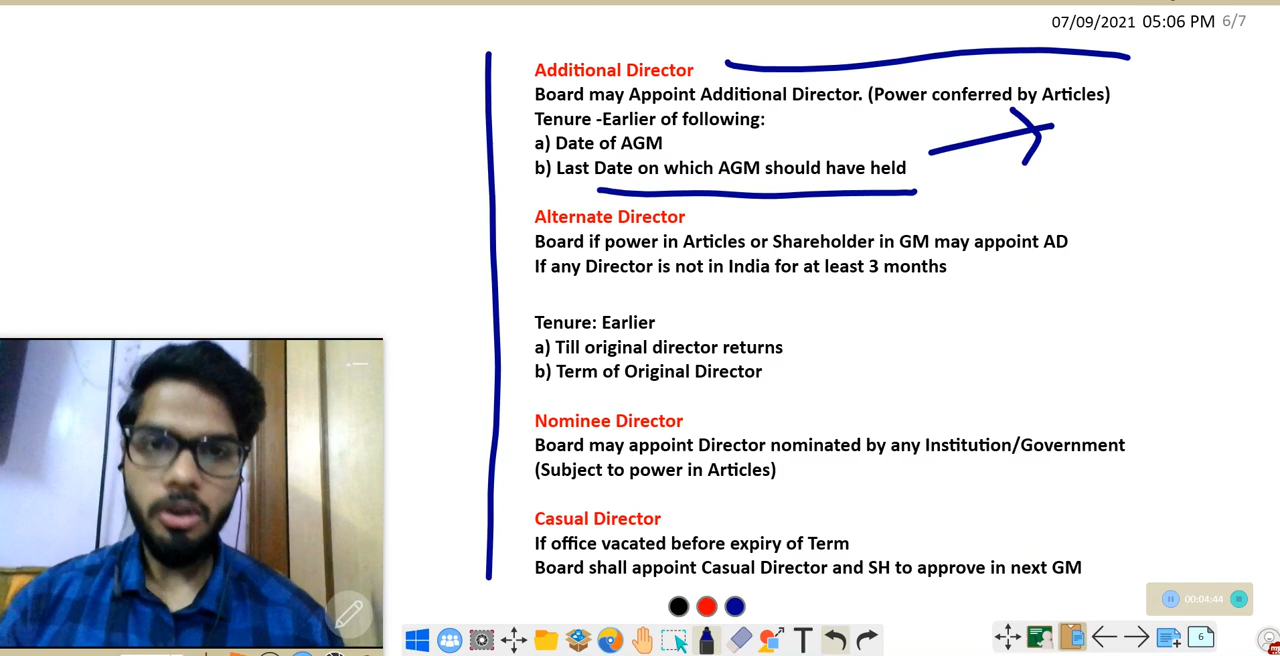 07/09/2021 05:06 PM 6/7
Additional Director
Board may Appoint Additional Director. (Power conferred by Articles)
Tenure -Earlier of following:
a) Date of AGM
b) Last Date on which AGM should have held
Alternate Director
Board if power in Articles or Shareholder in GM may appoint AD
If any Director is not in India for at least 3 months
Tenure: Earlier
a) Till original director returns
b) Term of Original Director
Nominee Director
Board may appoint Director nominated by any Institution/Government
(Subject to power in Articles)
Casual Director
If office vacated before expiry of Term
Board shall appoint Casual Director and SH to approve in next GM
00:04:44
T
6